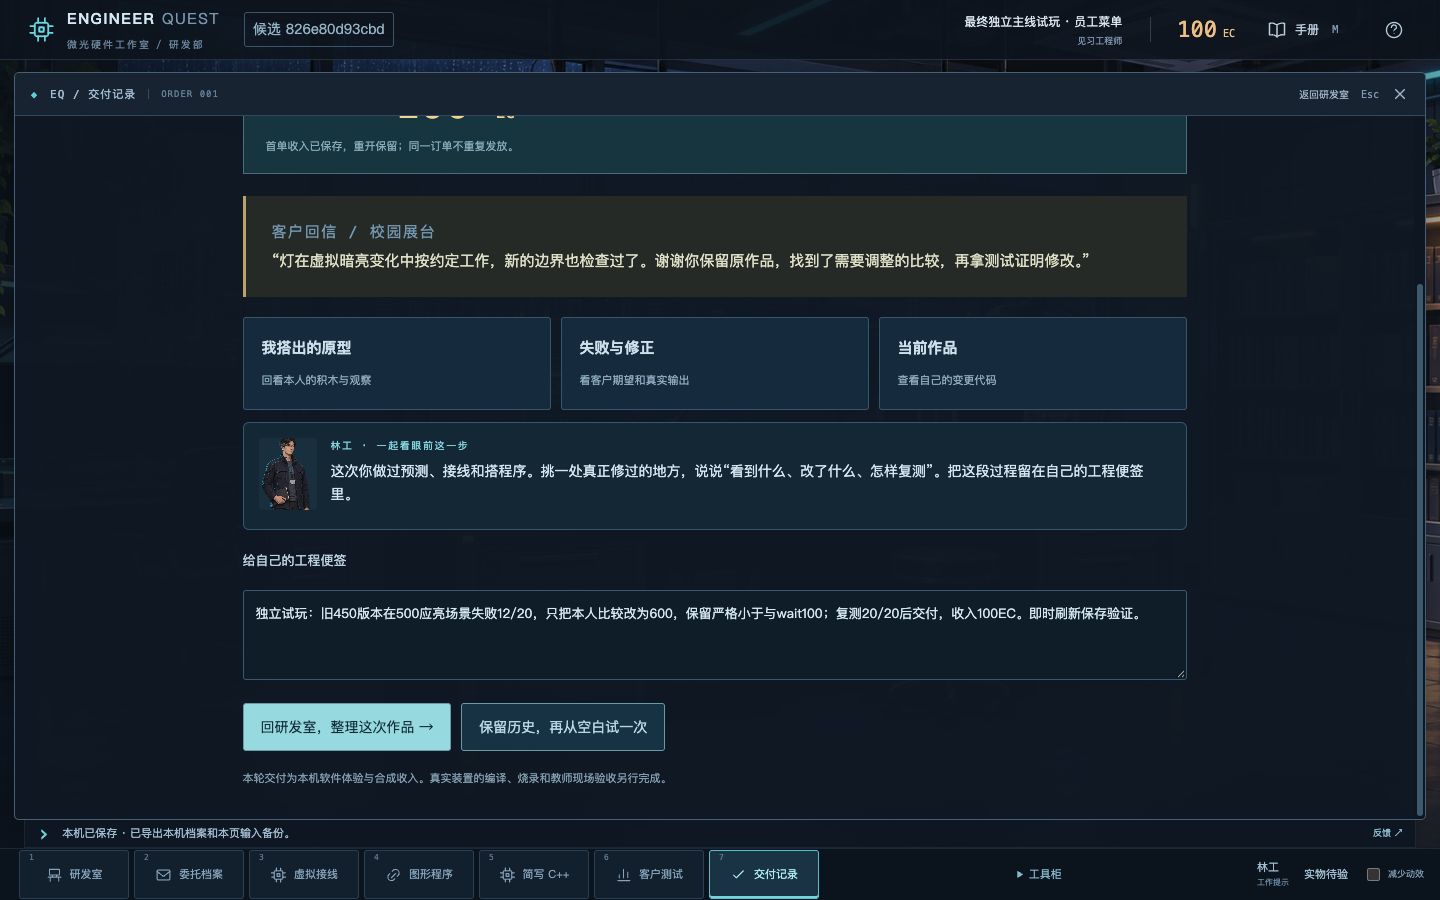 ENGINEER QUEST
微光硬件工作室 / 研发部
候选 826e80d93cbd
最终独立主线试玩 · 员工菜单
见习工程师
100 EC
手册 M
EQ / 交付记录
ORDER 001
返回研发室 Esc
首单收入已保存，重开保留；同一订单不重复发放。
客户回信 / 校园展台
“灯在虚拟暗亮变化中按约定工作，新的边界也检查过了。谢谢你保留原作品，找到了需要调整的比较，再拿测试证明修改。”
我搭出的原型
回看本人的积木与观察
失败与修正
看客户期望和真实输出
当前作品
查看自己的变更代码
林工 · 一起看眼前这一步
这次你做过预测、接线和搭程序。挑一处真正修过的地方，说说“看到什么、改了什么、怎样复测”。把这段过程留在自己的工程便签
里。
给自己的工程便签
独立试玩：旧450版本在500应亮场景失败12/20，只把本人比较改为600，保留严格小于与wait100；复测20/20后交付，收入100EC。即时刷新保存验证。
回研发室，整理这次作品 →
保留历史，再从空白试一次
本轮交付为本机软件体验与合成收入。真实装置的编译、烧录和教师现场验收另行完成。
本机已保存 · 已导出本机档案和本页输入备份。
反馈 ↗
1 研发室
2 委托档案
3 虚拟接线
4 图形程序
5 简写 C++
6 客户测试
7 交付记录
工具柜
林工
工作提示
实物待验
减少动效